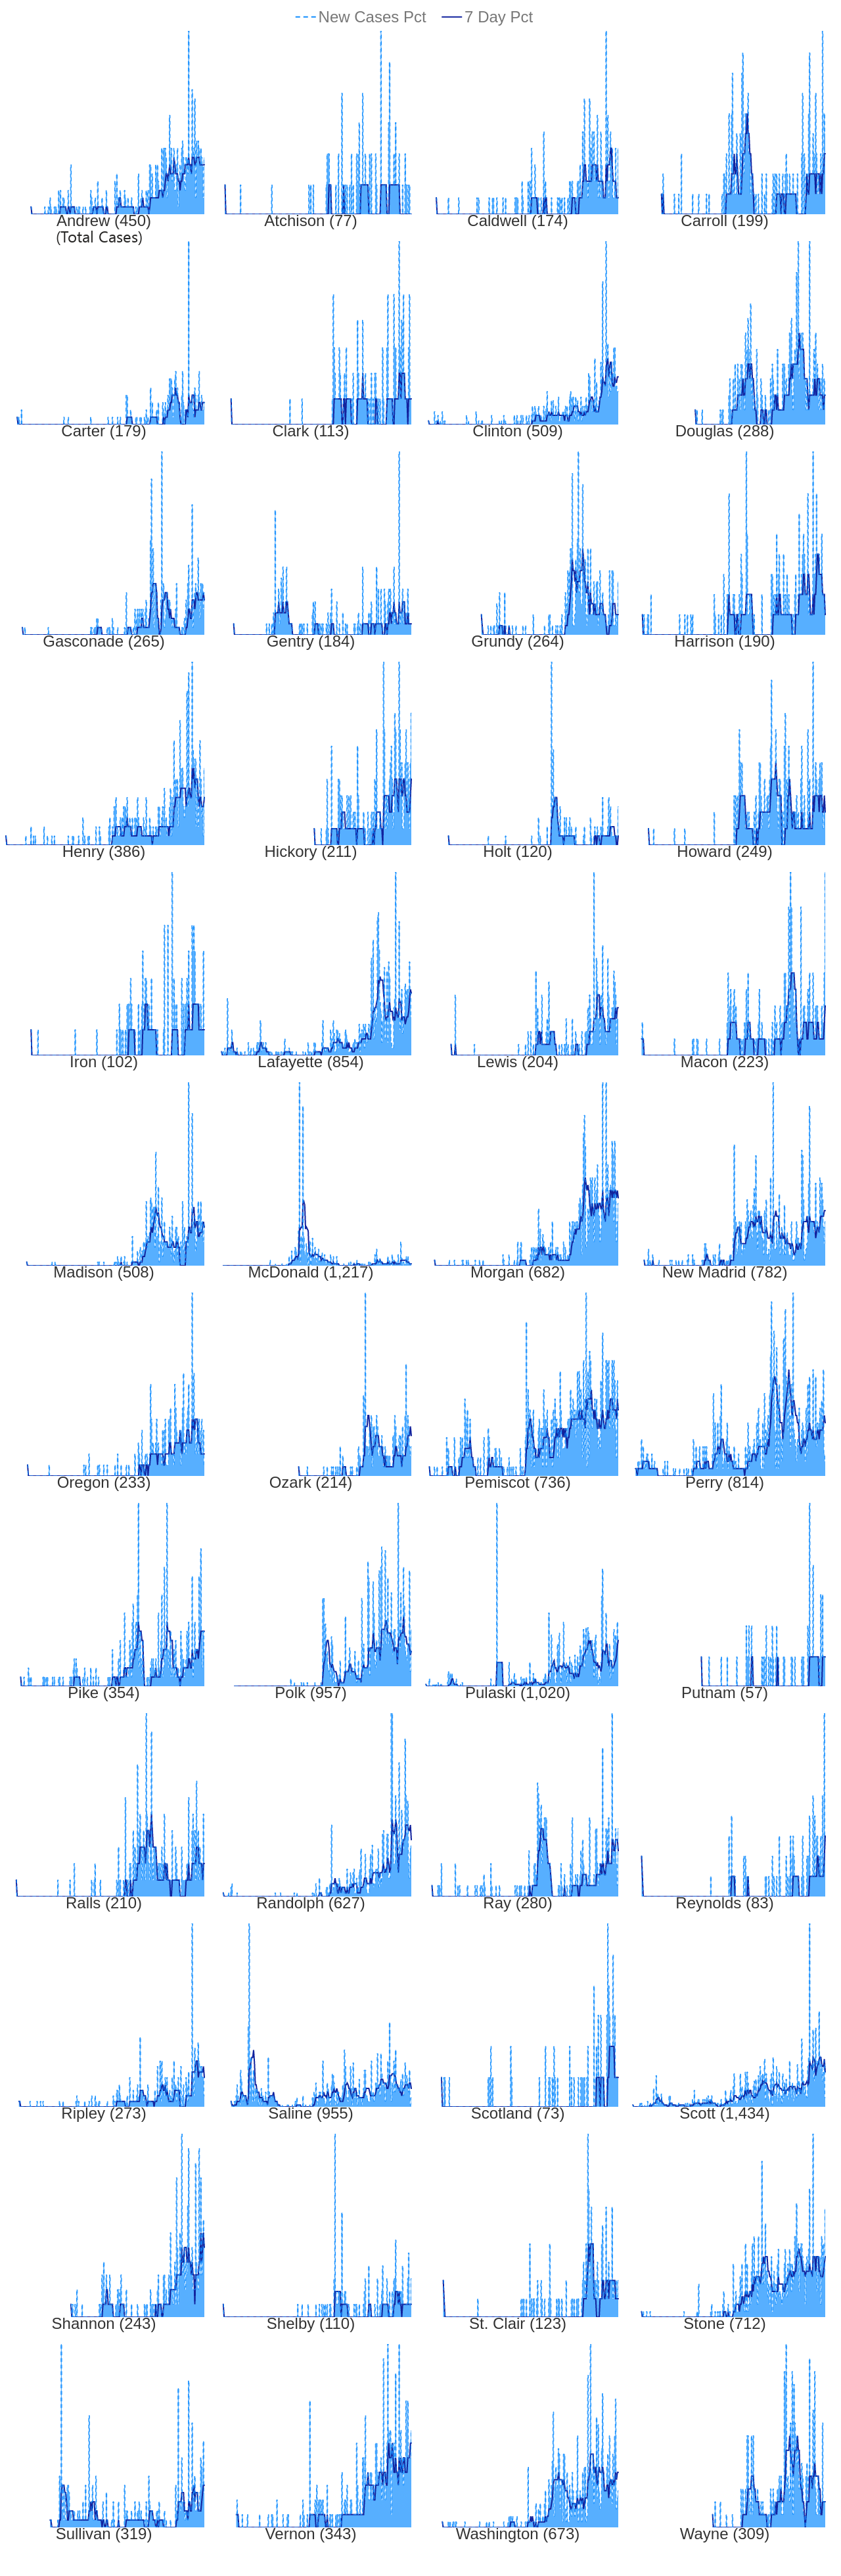 New Cases Pct 7 Day Pct
Andrew (450) Atchison (77) Caldwell (174) Carroll (199)
(Total Cases)
Carter (179) Clark (113) Clinton (509) Douglas (288)
Gasconade (265) Gentry (184) Grundy (264) Harrison (190)
Henry (386) Hickory (211) Holt (120) Howard (249)
Iron (102) Lafayette (854) Lewis (204) Macon (223)
Madison (508) McDonald (1,217) Morgan (682) New Madrid (782)
Oregon (233) Ozark (214) Pemiscot (736) Perry (814)
Pike (354) Polk (957) Pulaski (1,020) Putnam (57)
Ralls (210) Randolph (627) Ray (280) Reynolds (83)
Ripley (273) Saline (955) Scotland (73) Scott (1,434)
Shannon (243) Shelby (110) St. Clair (123) Stone (712)
Sullivan (319) Vernon (343) Washington (673) Wayne (309)